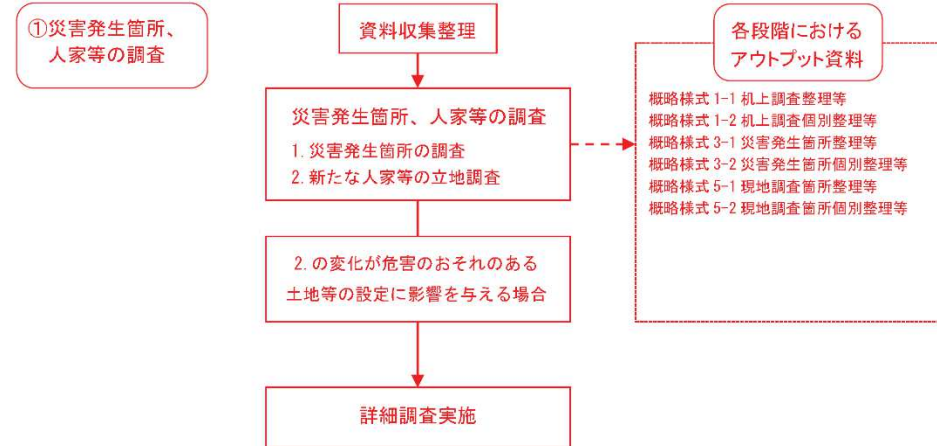 ①災害発生箇所、
人家等の調査
資料収集整理
災害発生箇所、人家等の調査
1. 災害発生箇所の調査
2. 新たな人家等の立地調査
2. の変化が危害のおそれのある
土地等の設定に影響を与える場合
詳細調査実施
各段階における
アウトプット資料
概略様式 1-1 机上調査整理等
概略様式 1-2 机上調査個別整理等
概略様式 3-1 災害発生箇所整理等
概略様式 3-2 災害発生箇所個別整理等
概略様式 5-1 現地調査箇所整理等
概略様式 5-2 現地調査箇所個別整理等